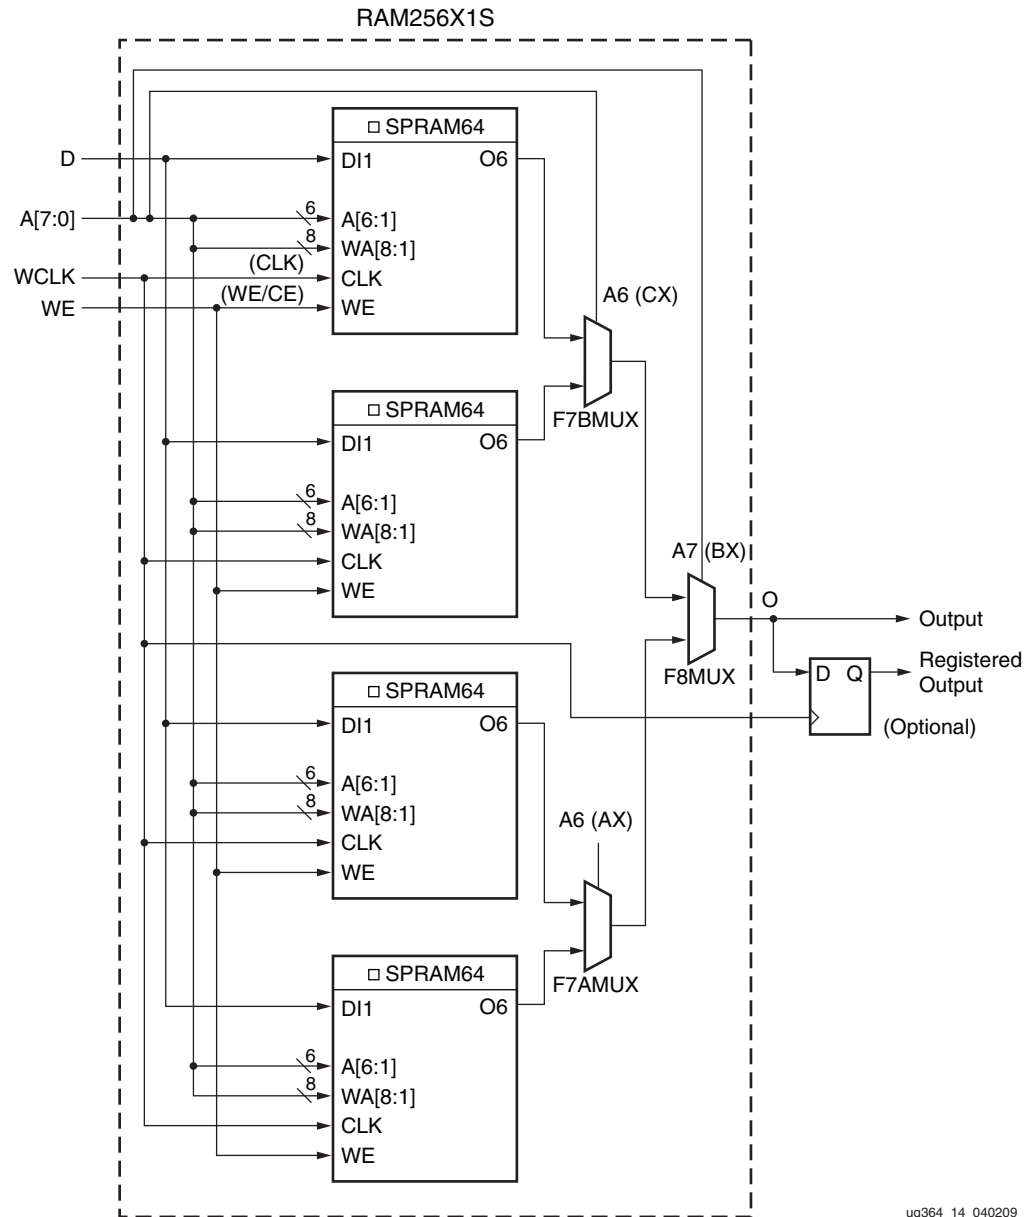 RAM256X1S
□ SPRAM64
D
DI1
O6
A[7:0]
6
A[6:1]
8
WA[8:1]
WCLK
(CLK)
CLK
WE
(WE/CE)
WE
A6 (CX)
F7BMUX
□ SPRAM64
DI1
O6
6
A[6:1]
8
WA[8:1]
CLK
WE
A7 (BX)
F8MUX
O
Output
D Q
Registered
Output
(Optional)
□ SPRAM64
DI1
O6
6
A[6:1]
8
WA[8:1]
CLK
WE
A6 (AX)
F7AMUX
□ SPRAM64
DI1
O6
6
A[6:1]
8
WA[8:1]
CLK
WE
ug364_14_040209